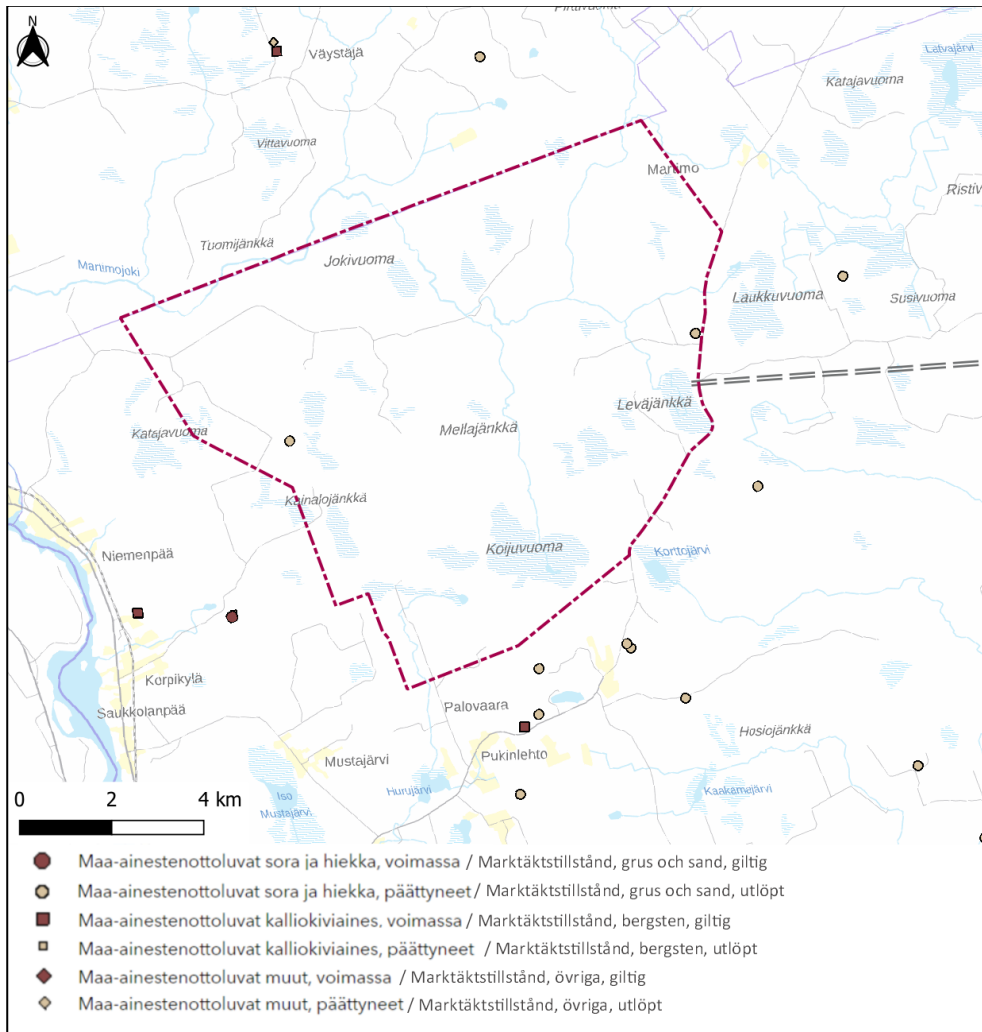 N
Väystäjä
Latvajärvi
Katajavuoma
Vittavuoma
Martimo
Ristiv
Tuomijänkkä
Jokivuoma
Martimojoki
Laukkuvuoma
Susivuoma
Leväjänkkä
Mellajänkkä
Katajavuoma
Kainalojänkkä
Koijuvuoma
Korttojärvi
Niemenpää
Korpikylä
Saukkolanpää
Palovaara
Hosiojänkkä
Mustajärvi
Pukinlehto
Hurujärvi
Kaakamejärvi
Iso
Mustajärvi
0 2 4 km
Maa-ainestenottoluvat sora ja hiekka, voimassa / Marktäktstillstånd, grus och sand, giltig
Maa-ainestenottoluvat sora ja hiekka, päättyneet / Marktäktstillstånd, grus och sand, utlöpt
Maa-ainestenottoluvat kalliokiviaines, voimassa / Marktäktstillstånd, bergsten, giltig
Maa-ainestenottoluvat kalliokiviaines, päättyneet / Marktäktstillstånd, bergsten, utlöpt
Maa-ainestenottoluvat muut, voimassa / Marktäktstillstånd, övriga, giltig
Maa-ainestenottoluvat muut, päättyneet / Marktäktstillstånd, övriga, utlöpt